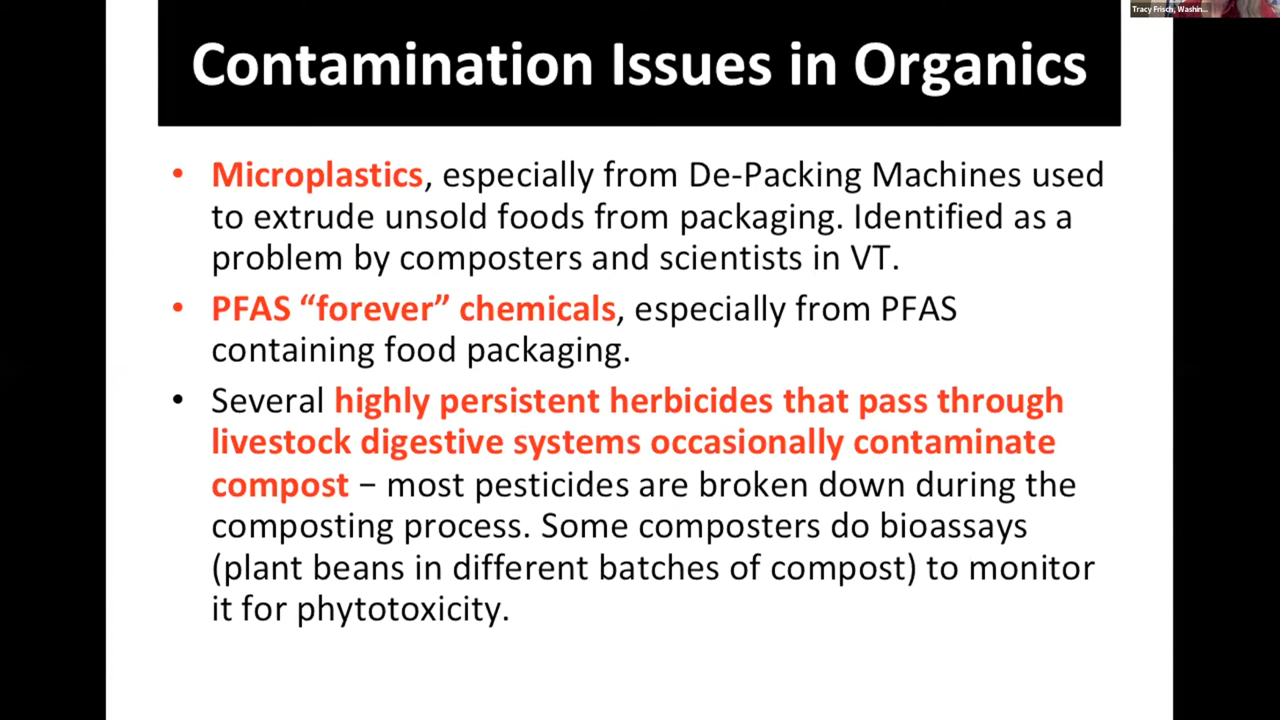 Tracy Frisch, Washin...
Contamination Issues in Organics
• Microplastics, especially from De-Packing Machines used
to extrude unsold foods from packaging. Identified as a
problem by composters and scientists in VT.
• PFAS “forever” chemicals, especially from PFAS
containing food packaging.
• Several highly persistent herbicides that pass through
livestock digestive systems occasionally contaminate
compost – most pesticides are broken down during the
composting process. Some composters do bioassays
(plant beans in different batches of compost) to monitor
it for phytotoxicity.